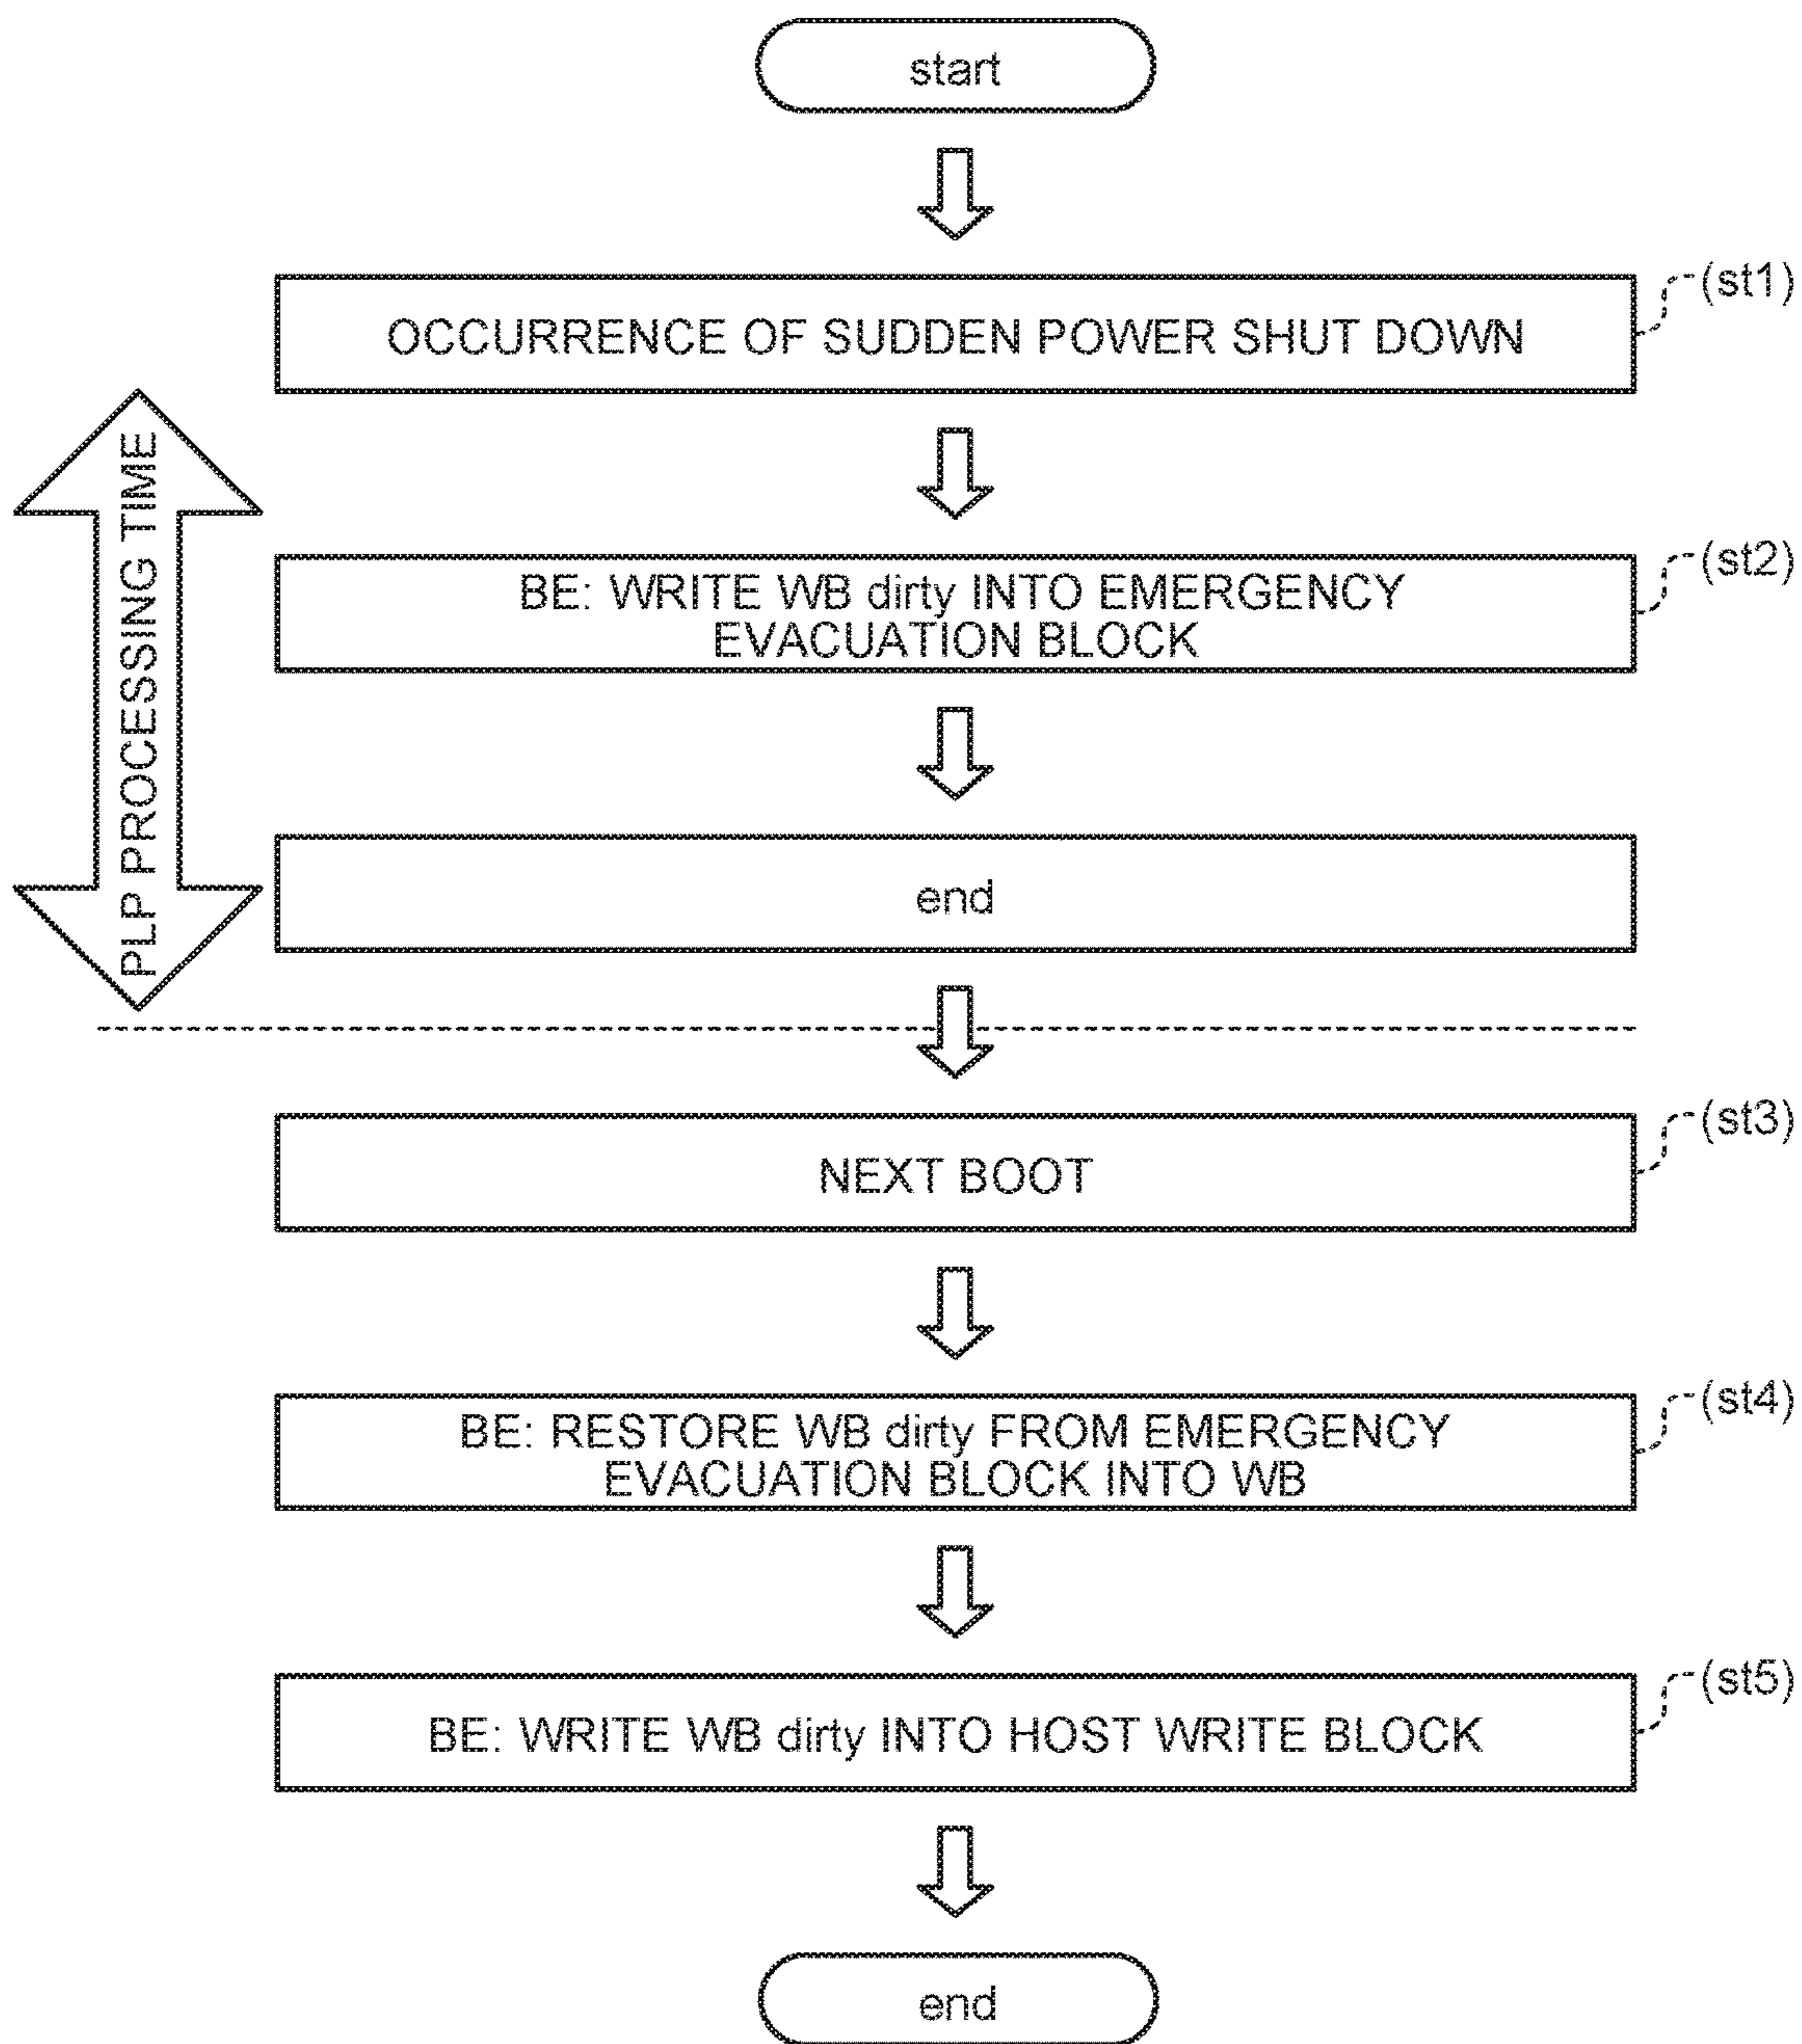 start
OCCURRENCE OF SUDDEN POWER SHUT DOWN
(st1)
PLP PROCESSING TIME
BE: WRITE WB dirty INTO EMERGENCY
EVACUATION BLOCK
(st2)
end
NEXT BOOT
(st3)
BE: RESTORE WB dirty FROM EMERGENCY
EVACUATION BLOCK INTO WB
(st4)
BE: WRITE WB dirty INTO HOST WRITE BLOCK
(st5)
end